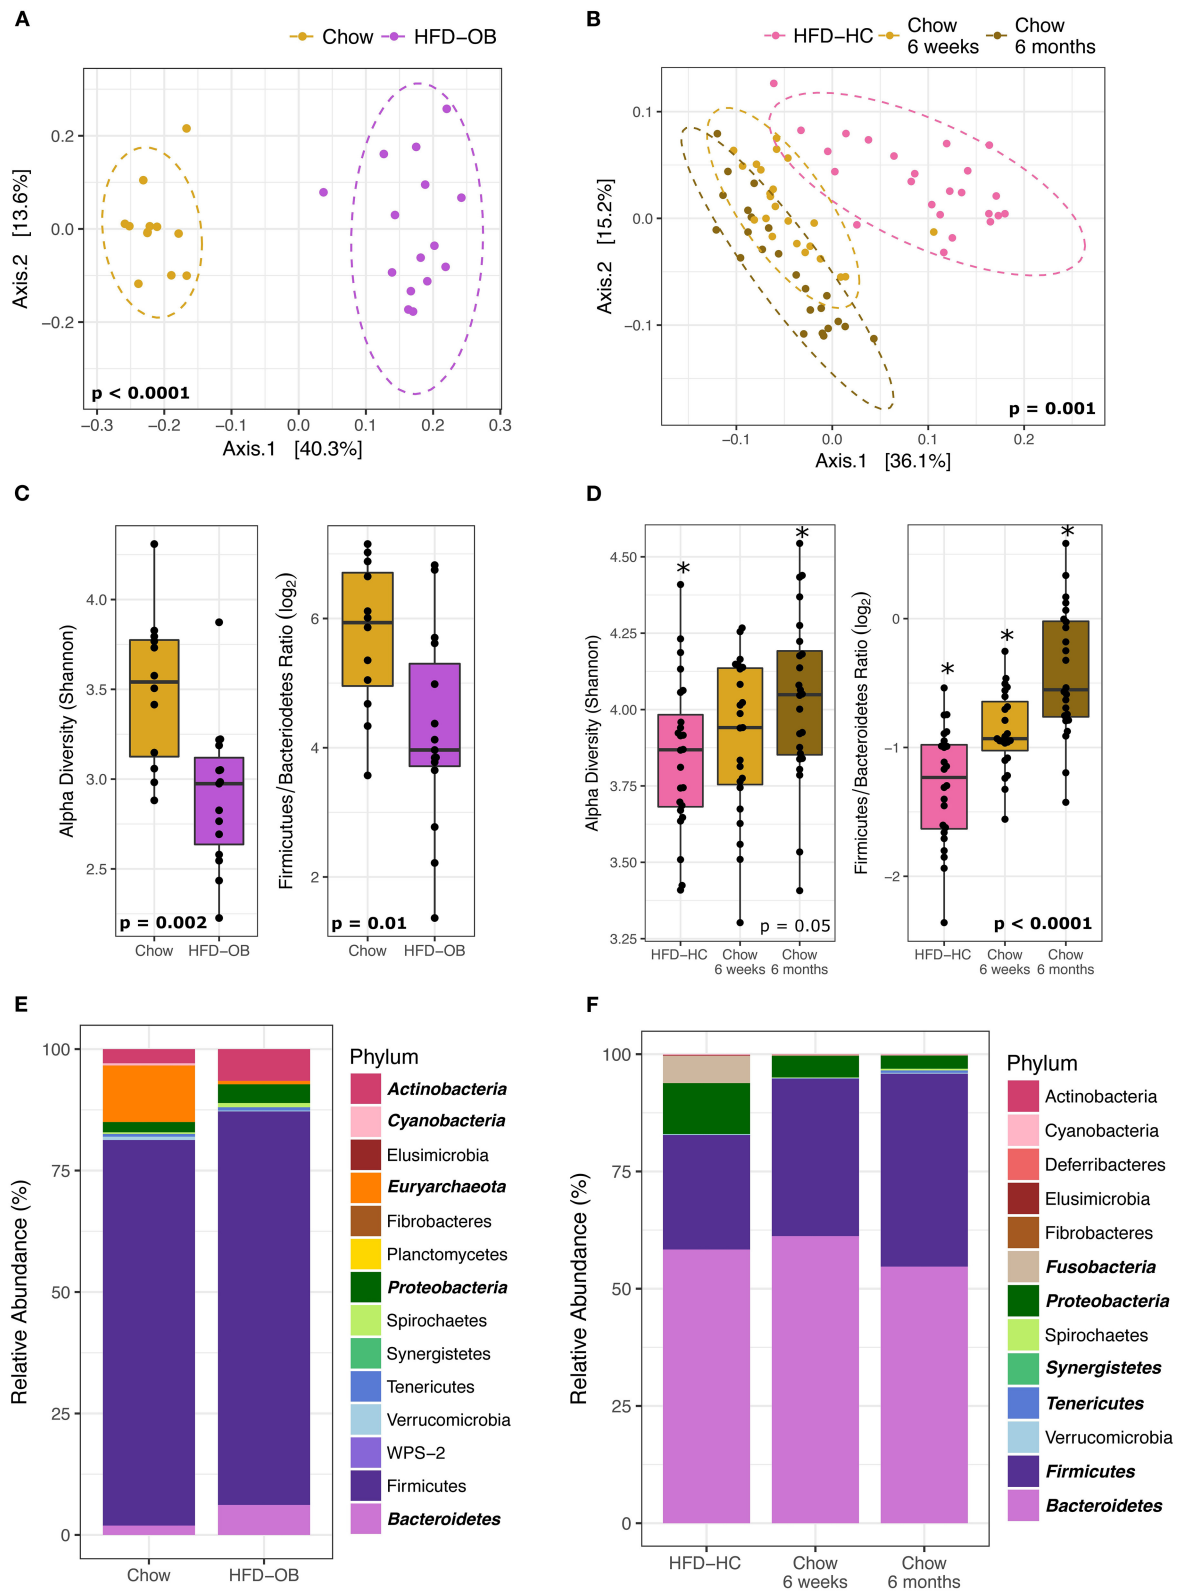 A
Chow HFD-OB
Axis.2 [13.6%]
0.2
0.0
−0.2
p < 0.0001
−0.3 −0.2 −0.1 0.0 0.1 0.2 0.3
Axis.1 [40.3%]
B
HFD-HC Chow 6 weeks Chow 6 months
Axis.2 [15.2%]
0.1
0.0
−0.1
p = 0.001
−0.1 0.0 0.1 0.2
Axis.1 [36.1%]
C
Alpha Diversity (Shannon)
4.0
3.5
3.0
2.5
p = 0.002
Chow HFD-OB
Firmicutues/Bacteriodetes Ratio (log2)
6
4
2
p = 0.01
Chow HFD-OB
D
Alpha Diversity (Shannon)
4.50
4.25
4.00
3.75
3.50
3.25
* *
p = 0.05
HFD-HC Chow 6 weeks Chow 6 months
Firmicutes/Bacteroidetes Ratio (log2)
0
−1
−2
* * *
p < 0.0001
HFD-HC Chow 6 weeks Chow 6 months
E
Relative Abundance (%)
100
75
50
25
0
Chow HFD-OB
Phylum
Actinobacteria
Cyanobacteria
Elusimicrobia
Euryarchaeota
Fibrobacteres
Planctomycetes
Proteobacteria
Spirochaetes
Synergistetes
Tenericutes
Verrucomicrobia
WPS-2
Firmicutes
Bacteroidetes
F
Relative Abundance (%)
100
75
50
25
0
HFD-HC Chow 6 weeks Chow 6 months
Phylum
Actinobacteria
Cyanobacteria
Deferribacteres
Elusimicrobia
Fibrobacteres
Fusobacteria
Proteobacteria
Spirochaetes
Synergistetes
Tenericutes
Verrucomicrobia
Firmicutes
Bacteroidetes